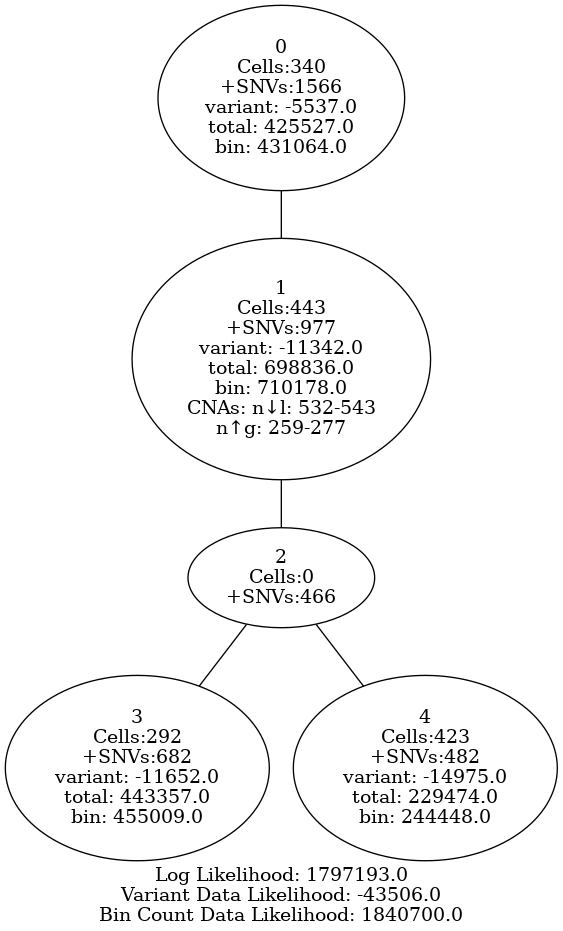 0
Cells:340
+SNVs:1566
variant: -5537.0
total: 425527.0
bin: 431064.0
1
Cells:443
+SNVs:977
variant: -11342.0
total: 698836.0
bin: 710178.0
CNAs: n↓l: 532-543
n↑g: 259-277
2
Cells:0
+SNVs:466
3
Cells:292
+SNVs:682
variant: -11652.0
total: 443357.0
bin: 455009.0
4
Cells:423
+SNVs:482
variant: -14975.0
total: 229474.0
bin: 244448.0
Log Likelihood: 1797193.0
Variant Data Likelihood: -43506.0
Bin Count Data Likelihood: 1840700.0